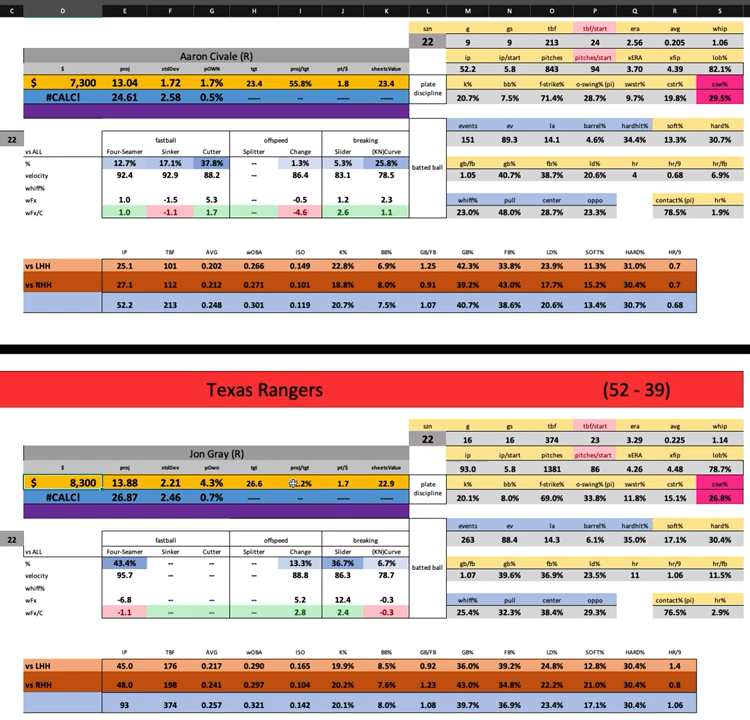 C D E F G H I J K L M N O P Q R S
szn g gs tbf tbf/start era avg whip
22 9 9 213 24 2.56 0.205 1.06
Aaron Civale (R) ip ip/start pitches pitches/start xERA xfip lob%
52.2 5.8 843 94 3.70 4.39 82.1%
$ proj stdDev pOWN tgt proj/tgt pt/$ sheetsValue
$ 7,300 13.04 1.72 1.7% 23.4 55.8% 1.8 23.4 plate discipline k% bb% f-strike% o-swing% (pi) swstr% cstr% csw%
#CALC! 24.61 2.58 0.5% ---- -- ---- ---- 20.7% 7.5% 71.4% 28.7% 9.7% 19.8% 29.5%
events ev la barrel% hardhit% soft% hard%
22 fastball offspeed breaking 151 89.3 14.1 4.6% 34.4% 13.3% 30.7%
vs ALL Four-Seamer Sinker Cutter Splitter Change Slider (KN)Curve
% 12.7% 17.1% 37.8% -- 1.3% 5.3% 25.8% batted ball gb/fb gb% fb% ld% hr hr/9 hr/fb
velocity 92.4 92.9 88.2 -- 86.4 83.1 78.5 1.05 40.7% 38.7% 20.6% 4 0.68 6.9%
whiff%
wFx 1.0 -1.5 5.3 -0.5 1.2 2.3 whiff% pull center oppo contact% (pi) hr%
wFx/C 1.0 -1.1 1.7 -- -4.6 2.6 1.1 23.0% 48.0% 28.7% 23.3% 78.5% 1.9%
IP TBF AVG wOBA ISO K% BB% GB/FB GB% FB% LD% SOFT% HARD% HR/9
vs LHH 25.1 101 0.202 0.266 0.149 22.8% 6.9% 1.25 42.3% 33.8% 23.9% 11.3% 31.0% 0.7
vs RHH 27.1 112 0.212 0.271 0.101 18.8% 8.0% 0.91 39.2% 43.0% 17.7% 15.2% 30.4% 0.7
52.2 213 0.248 0.301 0.119 20.7% 7.5% 1.07 40.7% 38.6% 20.6% 13.4% 30.7% 0.68
Texas Rangers (52 - 39)
szn g gs tbf tbf/start era avg whip
22 16 16 374 23 3.29 0.225 1.14
Jon Gray (R) ip ip/start pitches pitches/start xERA xfip lob%
93.0 5.8 1381 86 4.26 4.48 78.7%
$ proj stdDev pOwn tgt proj/tgt pt/$ sheetsValue
$ 8,300 13.88 2.21 4.3% 26.6 .2% 1.7 22.9 plate discipline k% bb% f-strike% o-swing% (pi) swstr% cstr% csw%
#CALC! 26.87 2.46 0.7% ---- -- ---- ---- 20.1% 8.0% 69.0% 33.8% 11.8% 15.1% 26.8%
events ev la barrel% hardhit% soft% hard%
22 fastball offspeed breaking 263 88.4 14.3 6.1% 35.0% 17.1% 30.4%
vs ALL Four-Seamer Sinker Cutter Splitter Change Slider (KN)Curve
% 43.4% -- -- -- 13.3% 36.7% 6.7% batted ball gb/fb gb% fb% ld% hr hr/9 hr/fb
velocity 95.7 -- -- -- 88.8 86.3 78.7 1.07 39.6% 36.9% 23.5% 11 1.06 11.5%
whiff%
wFx -6.8 -- -- 5.2 12.4 -0.3 whiff% pull center oppo contact% (pi) hr%
wFx/C -1.1 -- -- -- 2.8 2.4 -0.3 25.4% 32.3% 38.4% 29.3% 76.5% 2.9%
IP TBF AVG wOBA ISO K% BB% GB/FB GB% FB% LD% SOFT% HARD% HR/9
vs LHH 45.0 176 0.217 0.290 0.165 19.9% 8.5% 0.92 36.0% 39.2% 24.8% 12.8% 30.4% 1.4
vs RHH 48.0 198 0.241 0.297 0.104 20.2% 7.6% 1.23 43.0% 34.8% 22.2% 21.0% 30.4% 0.8
93 374 0.257 0.321 0.142 20.1% 8.0% 1.08 39.7% 36.9% 23.4% 17.1% 30.4% 1.06